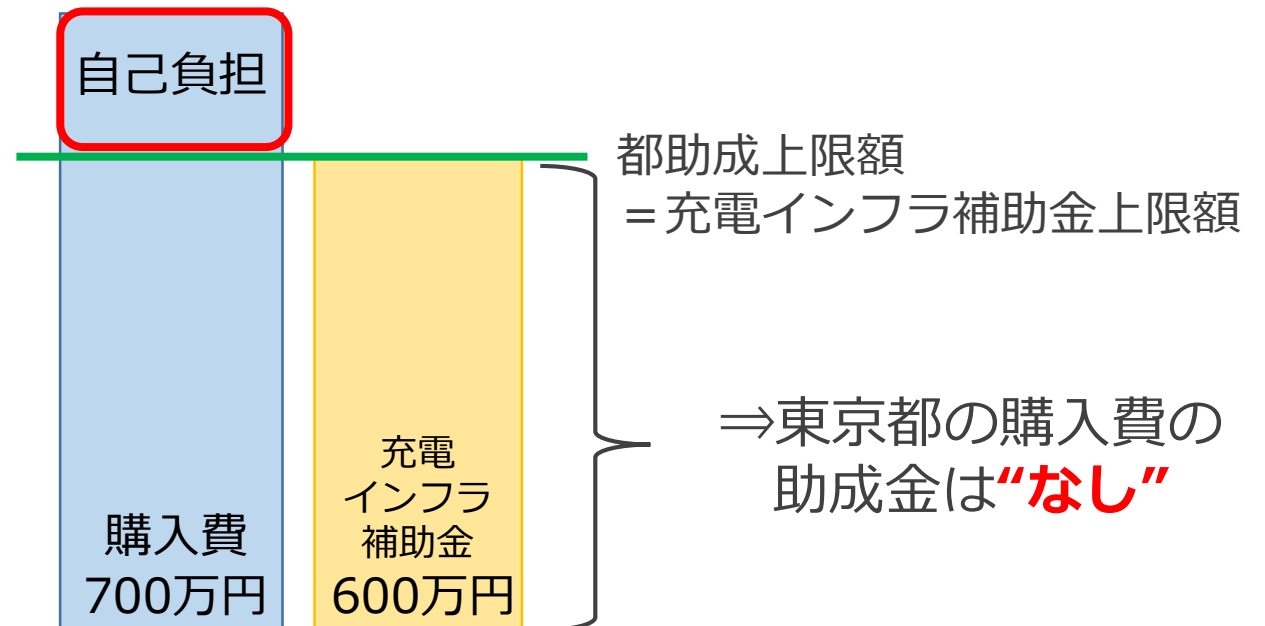 自己負担
都助成上限額
＝充電インフラ補助金上限額
⇒東京都の購入費の
助成金は“なし”
購入費
700万円
充電
インフラ
補助金
600万円